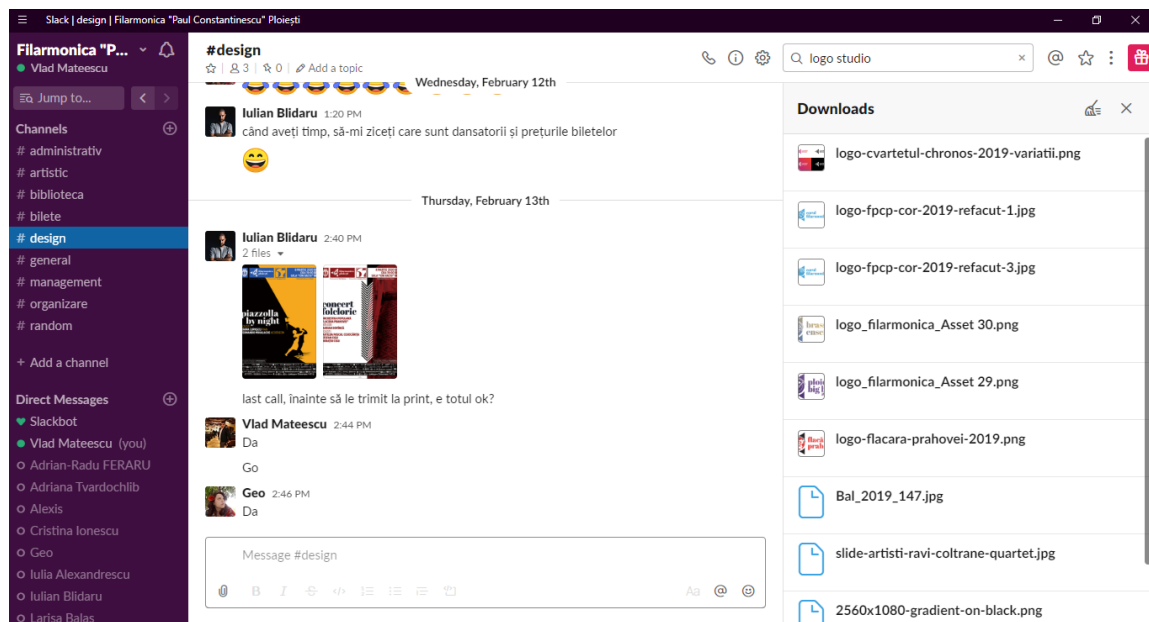 Slack | design | Filarmonica "Paul Constantinescu" Ploiești
Filarmonica "P...
Vlad Mateescu
Jump to...
Channels
# administrativ
# artistic
# biblioteca
# bilete
# design
# general
# management
# organizare
# random
+ Add a channel
Direct Messages
Slackbot
Vlad Mateescu (you)
Adrian-Radu FERARU
Adriana Tvardochlib
Alexis
Cristina Ionescu
Geo
Iulia Alexandrescu
Iulian Blidaru
Larisa Balas
#design
3 | 0 | Add a topic
logo studio
Wednesday, February 12th
Iulian Blidaru 1:20 PM
când aveți timp, să-mi ziceți care sunt dansatorii și prețurile biletelor
Thursday, February 13th
Iulian Blidaru 2:40 PM
2 files
piazzolla
by night
concert
folcloric
last call, înainte să le trimit la print, e totul ok?
Vlad Mateescu 2:44 PM
Da
Go
Geo 2:46 PM
Da
Message #design
B I Aa @
Downloads
logo-cvartetul-chronos-2019-variatii.png
logo-fpcp-cor-2019-refacut-1.jpg
logo-fpcp-cor-2019-refacut-3.jpg
logo_filarmonica_Asset 30.png
logo_filarmonica_Asset 29.png
logo-flacara-prahovei-2019.png
Bal_2019_147.jpg
slide-artisti-ravi-coltrane-quartet.jpg
2560x1080-gradient-on-black.png